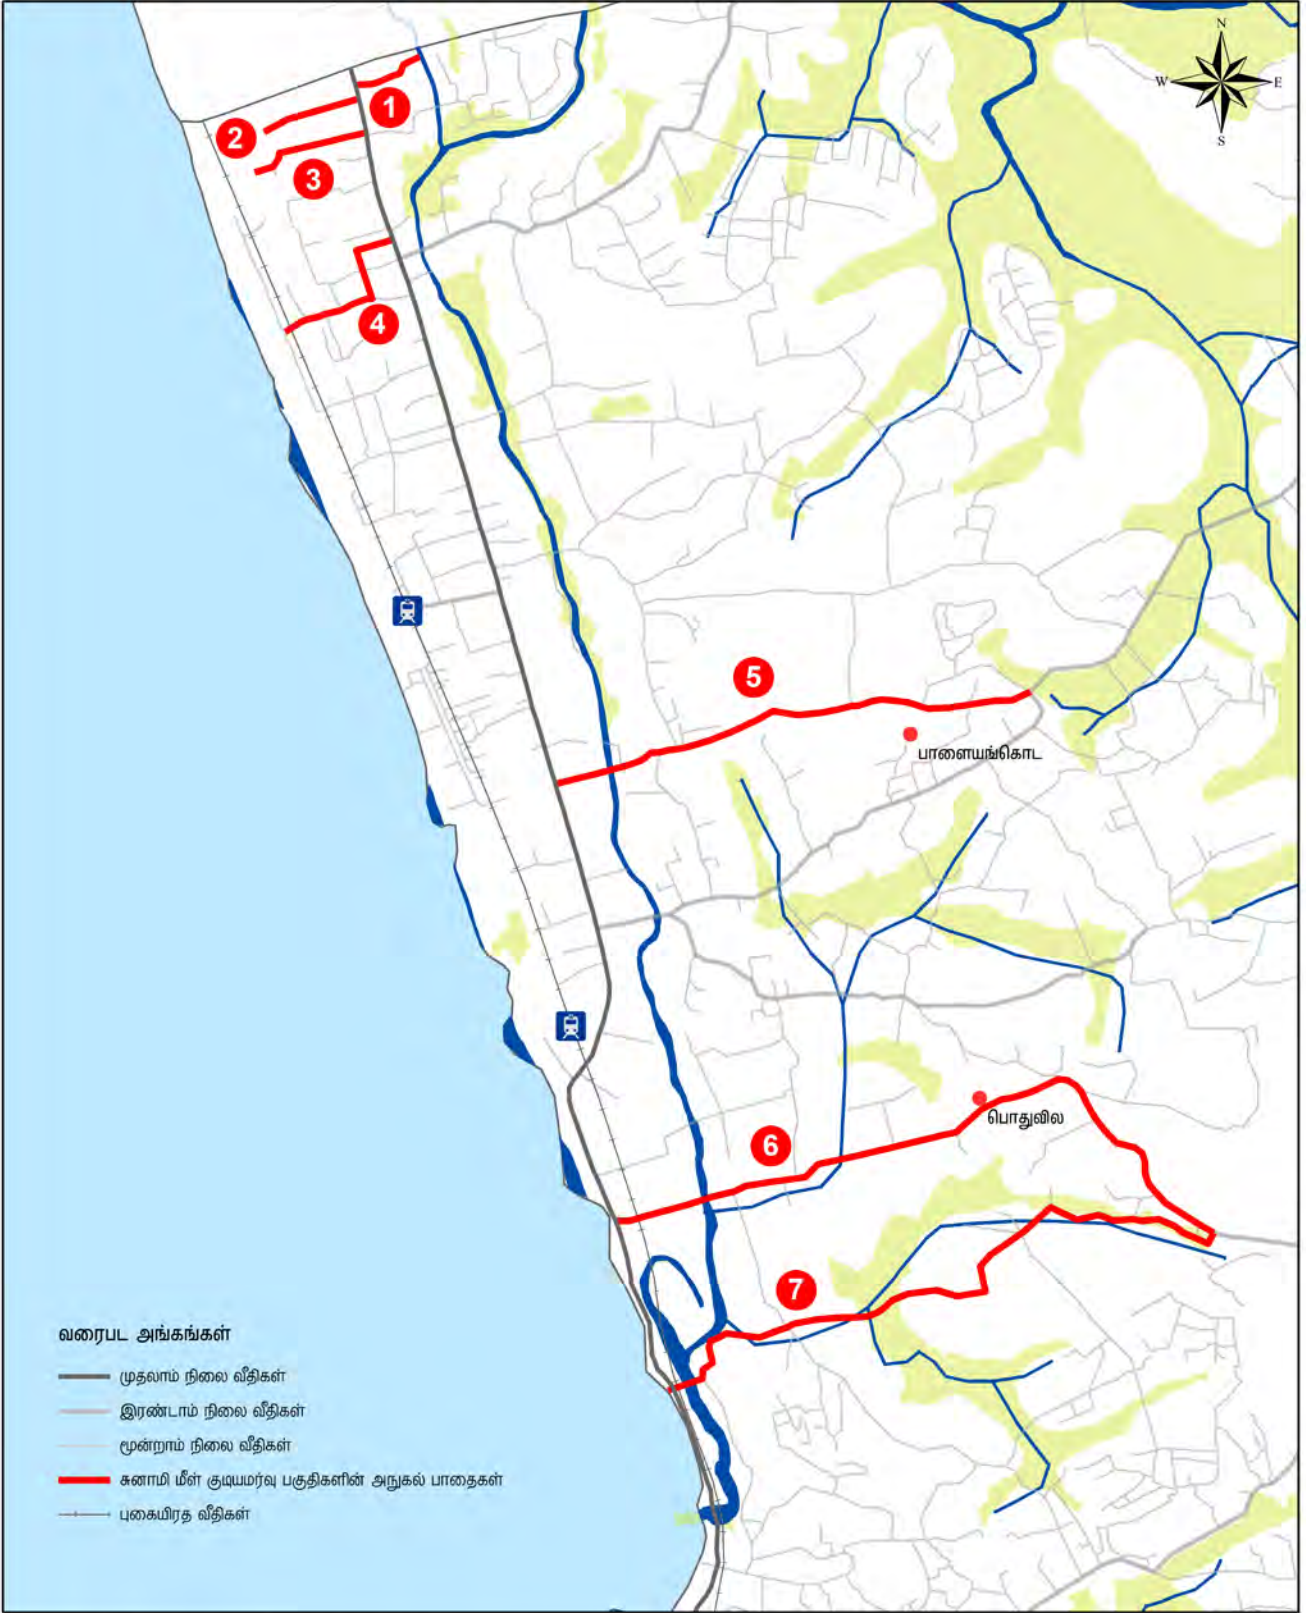 N
W E
S
1
2
3
4
5
பாளையங்கொட
பொதுவில
6
7
வரைபட அங்கங்கள்
முதலாம் நிலை வீதிகள்
இரண்டாம் நிலை வீதிகள்
மூன்றாம் நிலை வீதிகள்
சுனாமி மீள் குடியமர்வு பகுதிகளின் அநுகல் பாதைகள்
புகையிரத வீதிகள்